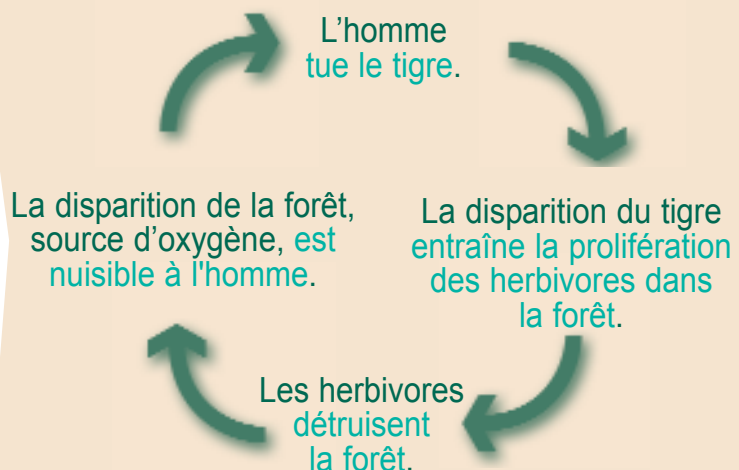 L’homme
tue le tigre.
La disparition du tigre
entraîne la prolifération
des herbivores dans
la forêt.
Les herbivores
détruisent
la forêt.
La disparition de la forêt,
source d’oxygène, est
nuisible à l'homme.